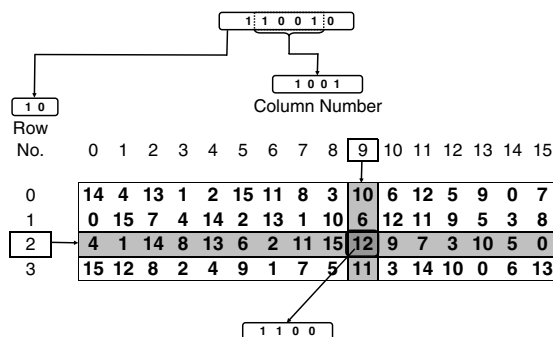 1 1 0 0 1 0
1 0 0 1
1 0
Column Number
Row
No. 0 1 2 3 4 5 6 7 8 9 10 11 12 13 14 15
0 14 4 13 1 2 15 11 8 3 10 6 12 5 9 0 7
1 0 15 7 4 14 2 13 1 10 6 12 11 9 5 3 8
2 4 1 14 8 13 6 2 11 15 12 9 7 3 10 5 0
3 15 12 8 2 4 9 1 7 5 11 3 14 10 0 6 13
1 1 0 0